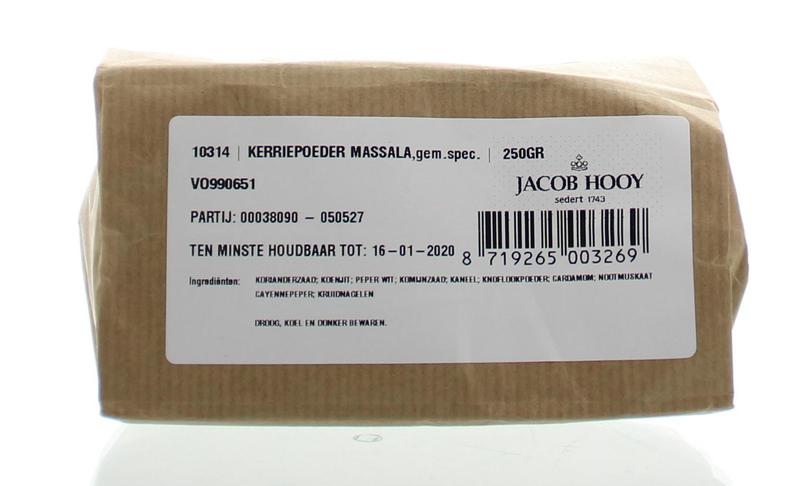 10314 | KERRIEPOEDER MASSALA,gem.spec. | 250GR
VO990651
JACOB HOOY
sedert 1743
PARTIJ: 00038090 - 050527
TEN MINSTE HOUDBAAR TOT: 16-01-2020
8 719265 003269
Ingrediënten: KORIANDERZAAD; KOENJIT; PEPER WIT; KOMIJNZAAD; KANEEL; KNOFLOOKPOEDER; CARDAMOM; NOOTMUSKAAT
CAYENNEPEPER; KRUIDNAGELEN
DROOG, KOEL EN DONKER BEWAREN.